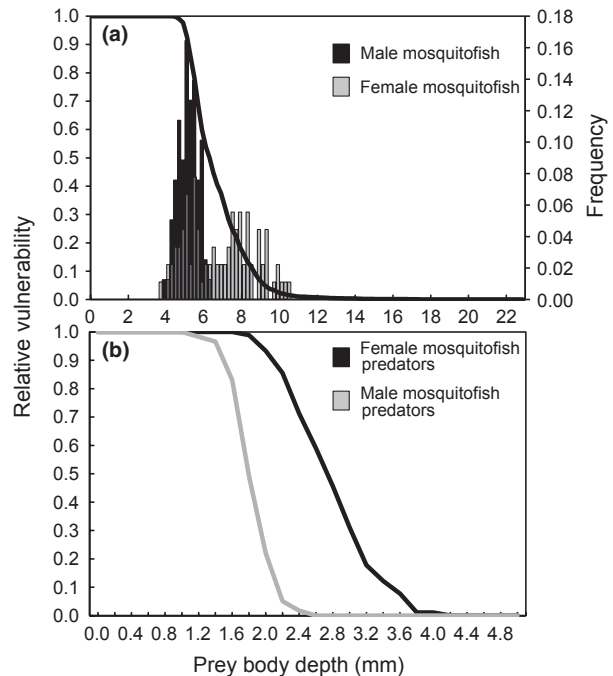 (a)
Male mosquitofish
Female mosquitofish
1.0
0.9
0.8
0.7
0.6
0.5
0.4
0.3
0.2
0.1
0.0
0.18
0.16
0.14
0.12
0.10
0.08
0.06
0.04
0.02
0.00
Frequency
0 2 4 6 8 10 12 14 16 18 20 22
Relative vulnerability
(b)
Female mosquitofish
predators
Male mosquitofish
predators
1.0
0.9
0.8
0.7
0.6
0.5
0.4
0.3
0.2
0.1
0.0
0.0 0.4 0.8 1.2 1.6 2.0 2.4 2.8 3.2 3.6 4.0 4.4 4.8
Prey body depth (mm)